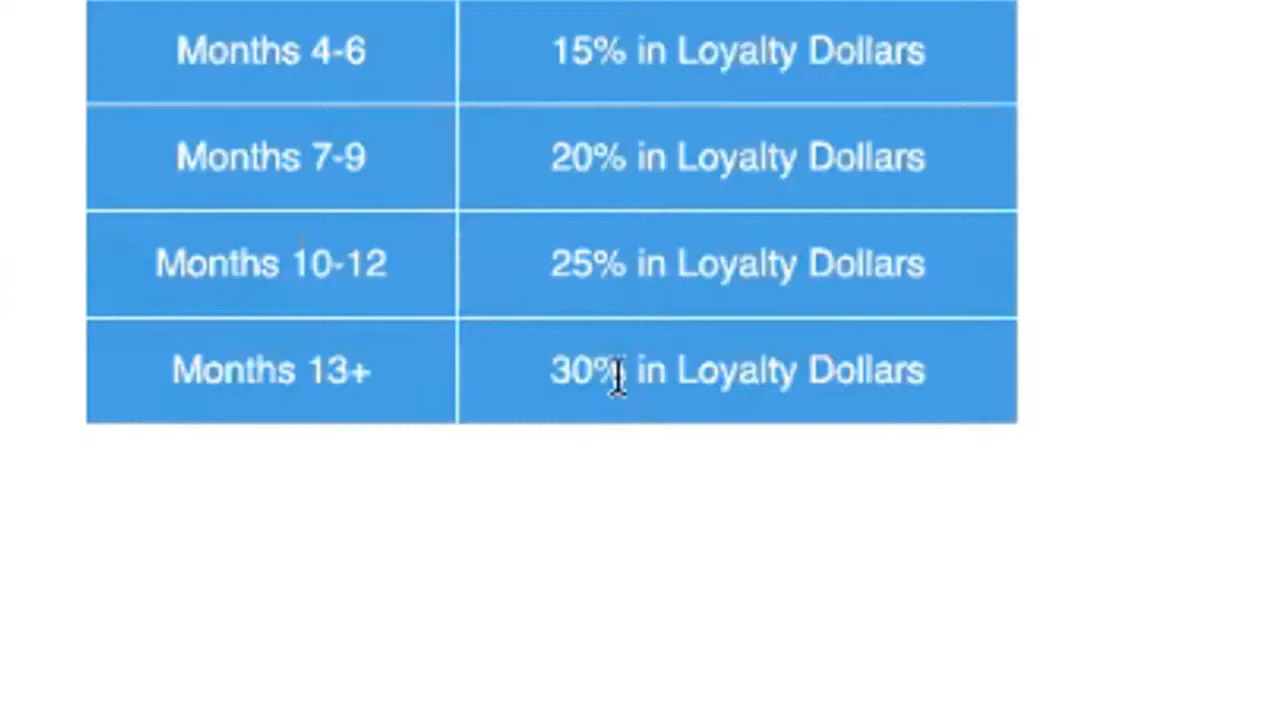 Months 4-6 15% in Loyalty Dollars
Months 7-9 20% in Loyalty Dollars
Months 10-12 25% in Loyalty Dollars
Months 13+ 30% in Loyalty Dollars